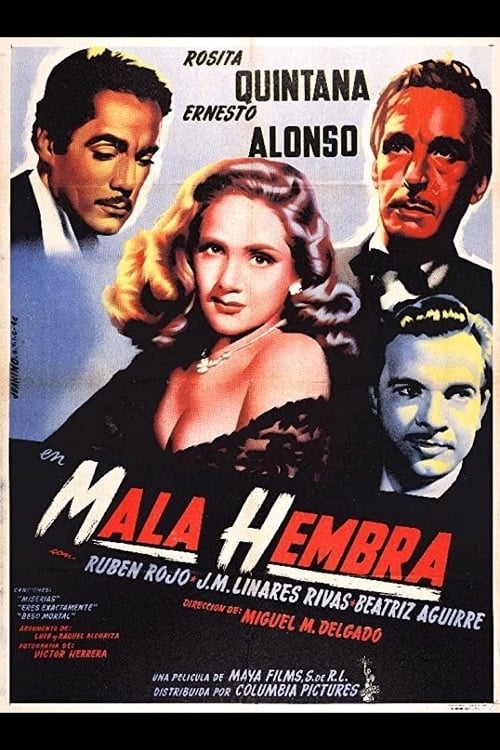 ROSITA
QUINTANA
ERNESTO
ALONSO
en
MALA HEMBRA
con
RUBEN ROJO * J.M. LINARES RIVAS * BEATRIZ AGUIRRE
DIRECCION DE: MIGUEL M. DELGADO
CANCIONES:
"MISERIAS"
"ERES EXACTAMENTE"
"BESO MORTAL"
ARGUMENTO DE:
LUIS y RAQUEL ALCORIZA
FOTOGRAFIA DE:
VICTOR HERRERA
UNA PELICULA DE MAYA FILMS, S. DE R.L.
DISTRIBUIDA POR COLUMBIA PICTURES